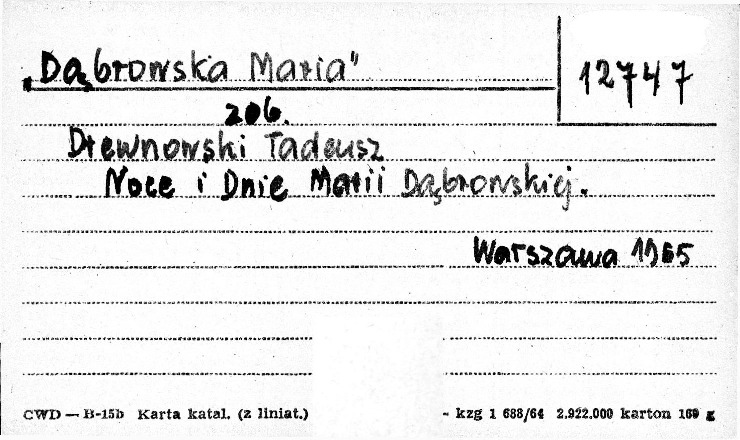 „Dąbrowska Maria"
12747
zob.
Drewnowski Tadeusz
Noce i Dnie Marii Dąbrowskiej.
Warszawa 1965
CWD — B-15b Karta katal. (z liniat.) - kzg 1 688/64 2.922.000 karton 169 g